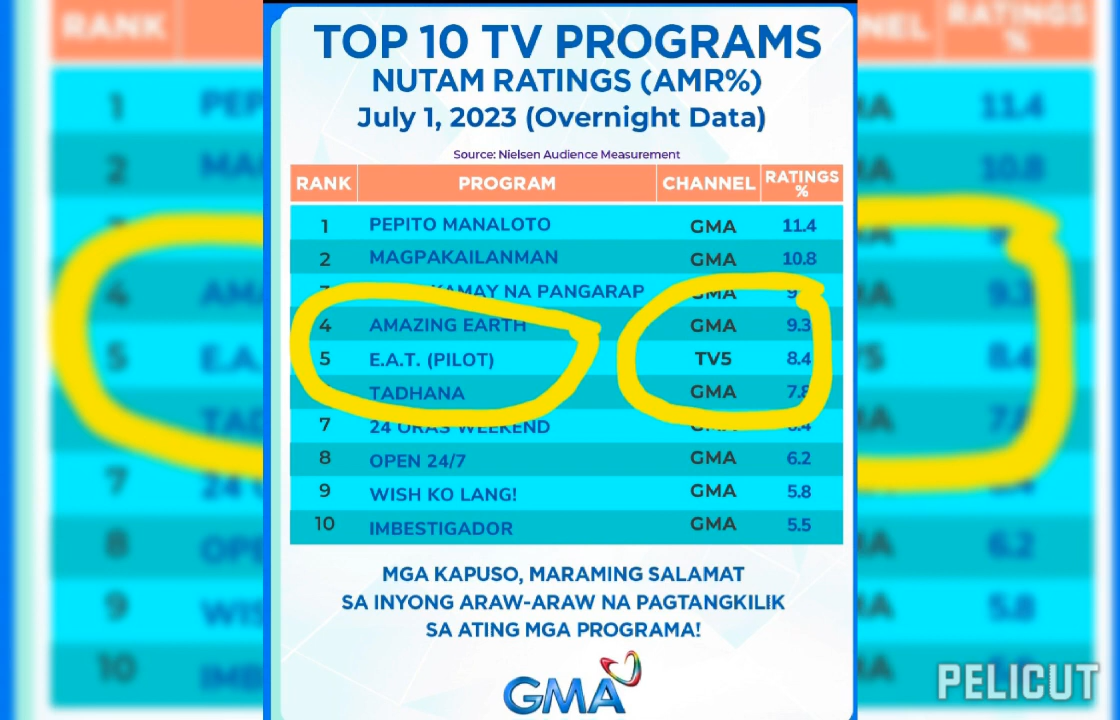 TOP 10 TV PROGRAMS
NUTAM RATINGS (AMR%)
July 1, 2023 (Overnight Data)
Source: Nielsen Audience Measurement
RANK PROGRAM CHANNEL RATINGS %
1 PEPITO MANALOTO GMA 11.4
2 MAGPAKAILANMAN GMA 10.8
KAMAY NA PANGARAP GMA
4 AMAZING EARTH GMA 9.3
5 E.A.T. (PILOT) TV5 8.4
TADHANA GMA 7.8
7 24 ORAS WEEKEND
8 OPEN 24/7 GMA 6.2
9 WISH KO LANG! GMA 5.8
10 IMBESTIGADOR GMA 5.5
MGA KAPUSO, MARAMING SALAMAT
SA INYONG ARAW-ARAW NA PAGTANGKILIK
SA ATING MGA PROGRAMA!
GMA
PELICUT